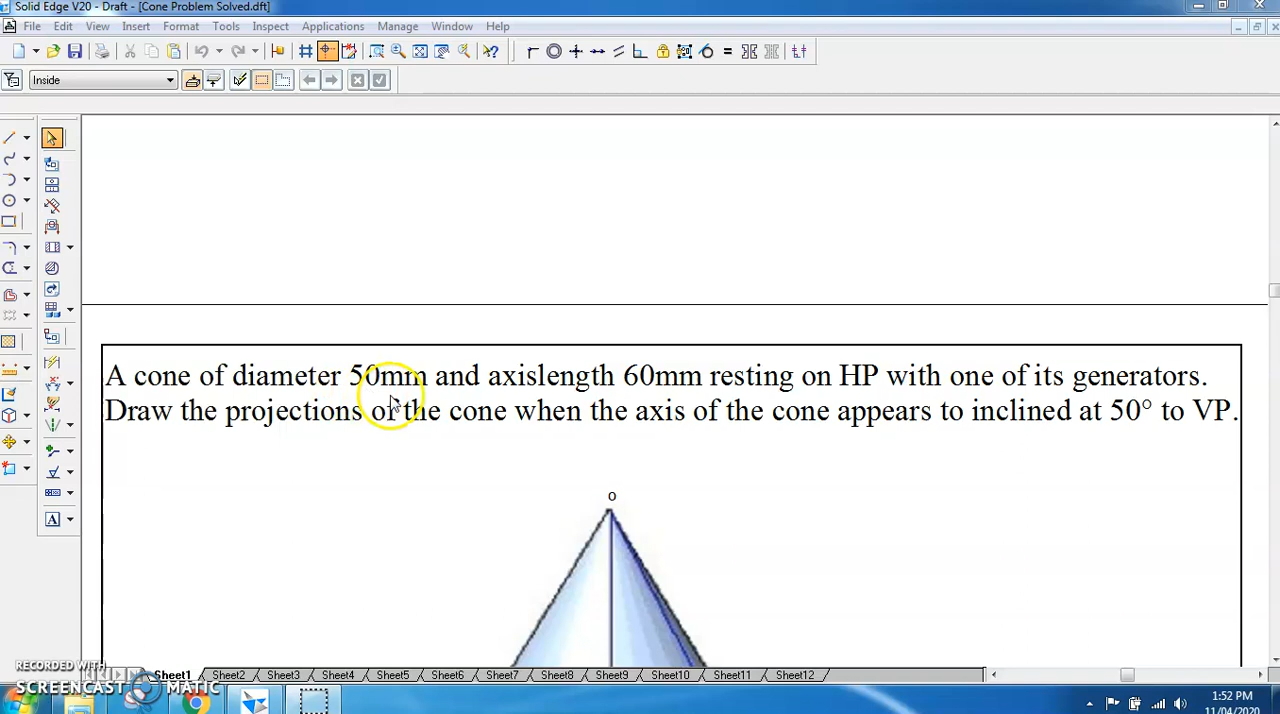 Solid Edge V20 - Draft - [Cone Problem Solved.dft]
File Edit View Insert Format Tools Inspect Applications Manage Window Help
Inside
A cone of diameter 50mm and axislength 60mm resting on HP with one of its generators.
Draw the projections of the cone when the axis of the cone appears to inclined at 50° to VP.
o
A
Sheet1 Sheet2 Sheet3 Sheet4 Sheet5 Sheet6 Sheet7 Sheet8 Sheet9 Sheet10 Sheet11 Sheet12
RECORDED WITH
SCREENCAST MATIC
1:52 PM
11/04/2020